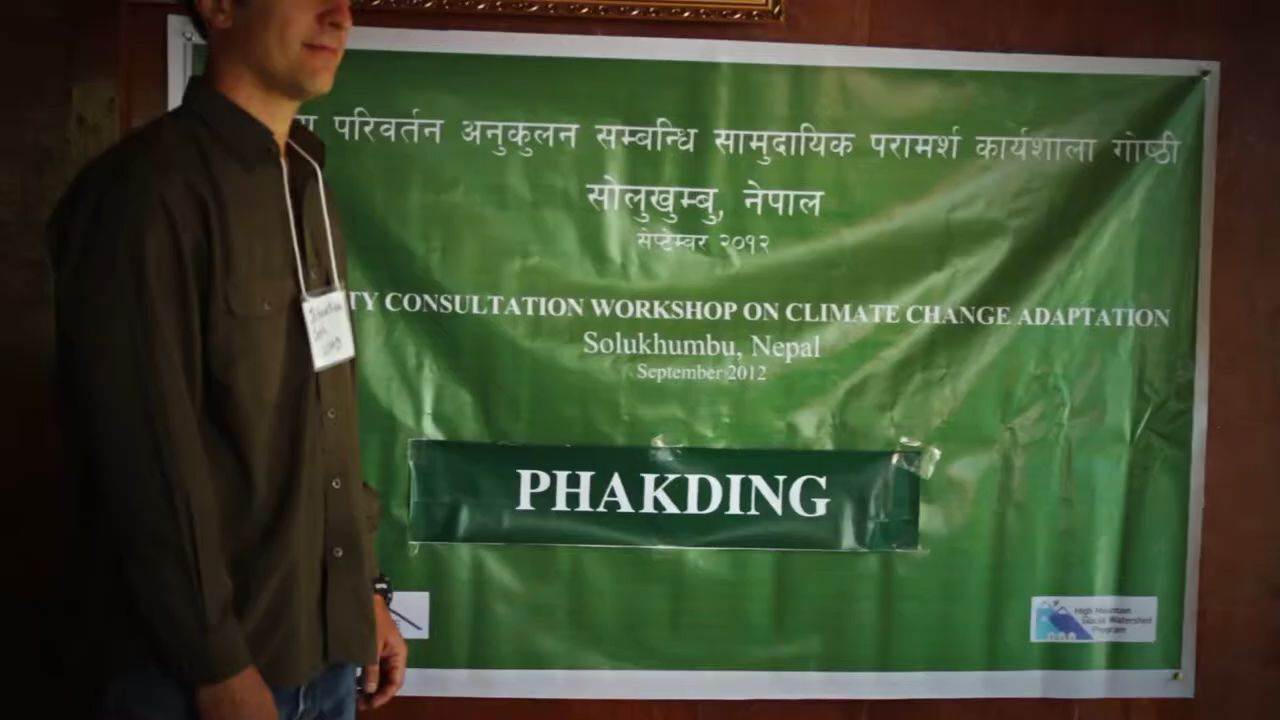 परिवर्तन अनुकुलन सम्बन्धि सामुदायिक परामर्श कार्यशाला गोष्ठी
सोलुखुम्बु, नेपाल
सेप्टेम्वर २०१२
TY CONSULTATION WORKSHOP ON CLIMATE CHANGE ADAPTATION
Solukhumbu, Nepal
September 2012
PHAKDING
High Mountain
Glacial Watershed
Program